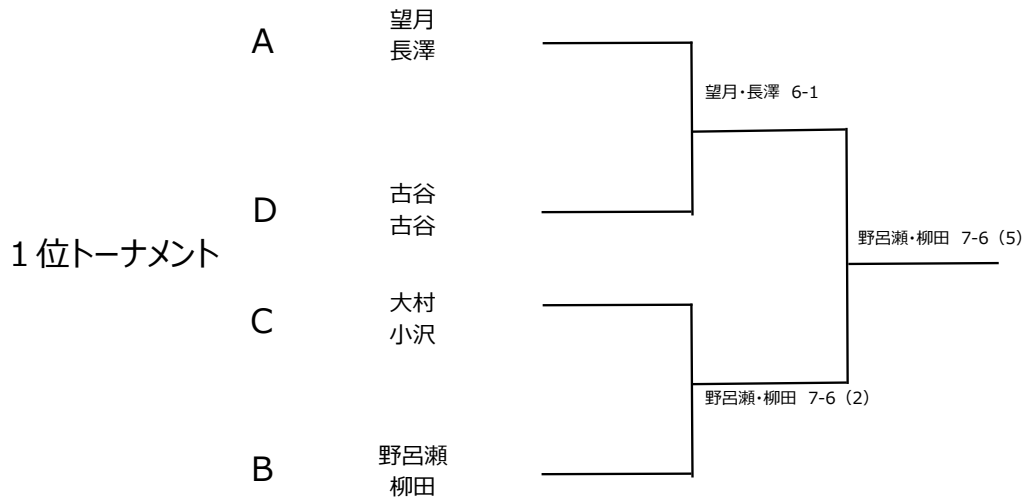 A
望月
長澤
望月・長澤 6-1
D
古谷
古谷
1位トーナメント
野呂瀬・柳田 7-6（5）
C
大村
小沢
野呂瀬・柳田 7-6（2）
B
野呂瀬
柳田